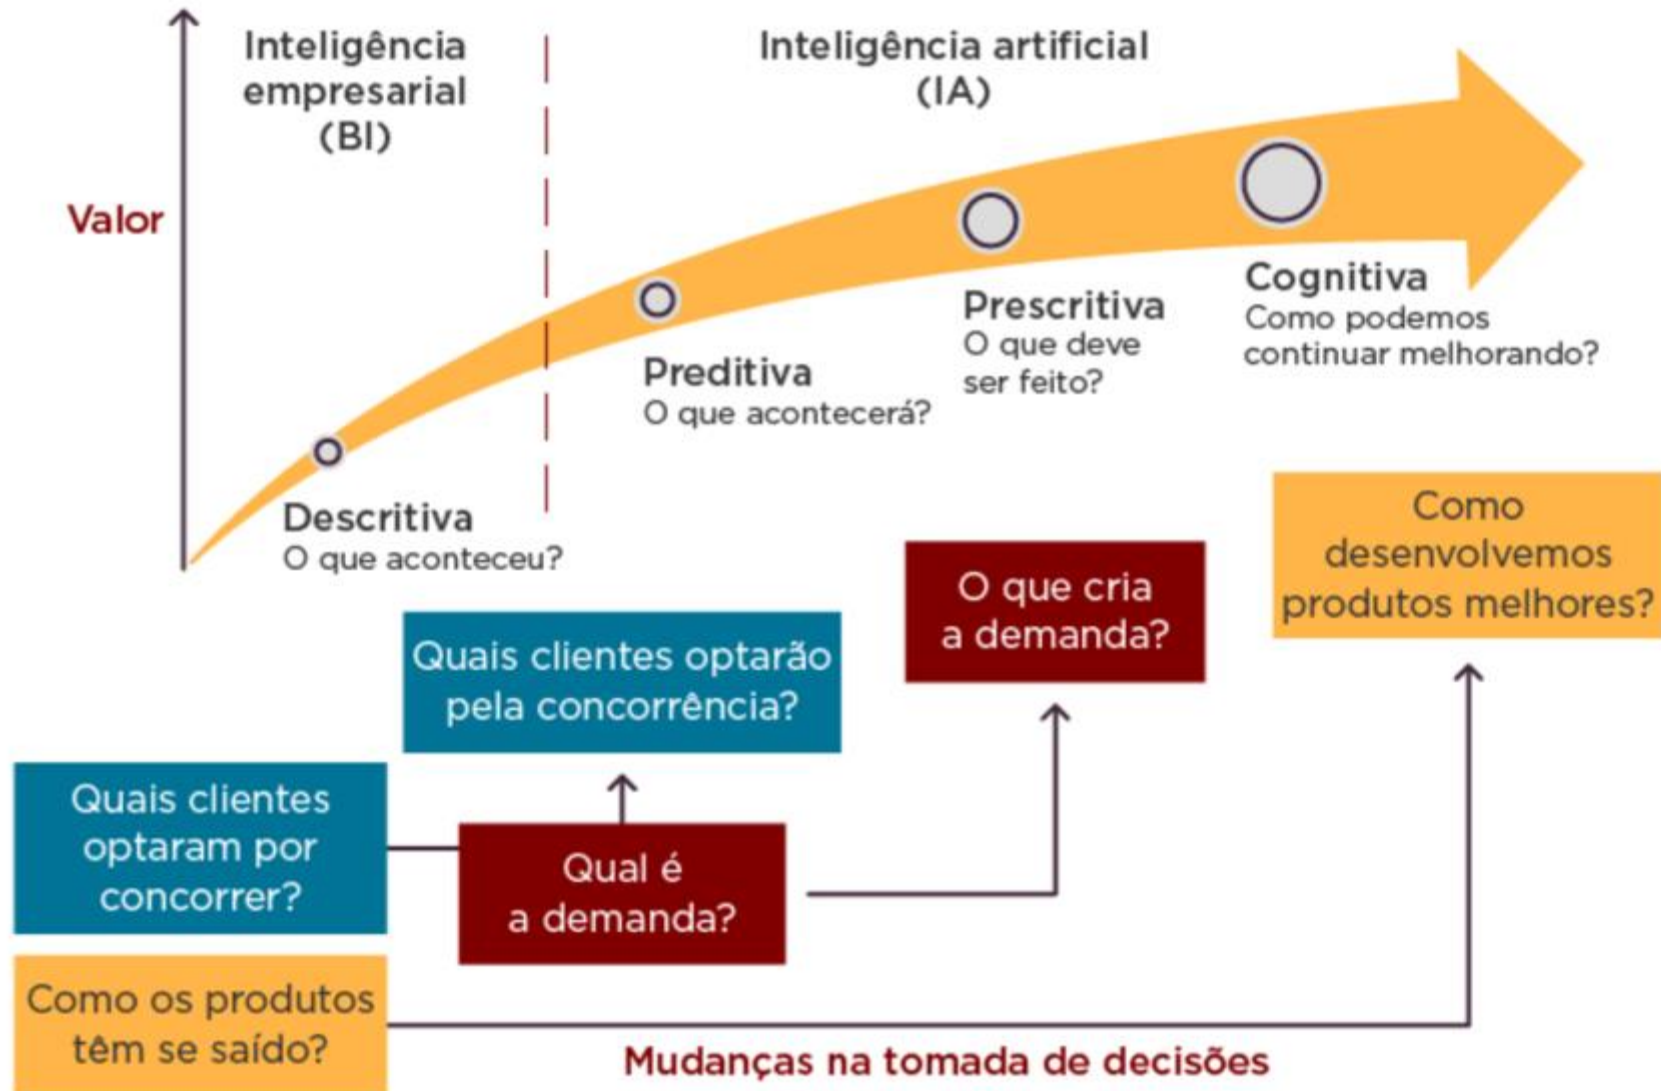 Inteligência
empresarial
(BI)
Inteligência artificial
(IA)
Valor
Descritiva
O que aconteceu?
Preditiva
O que acontecerá?
Prescritiva
O que deve
ser feito?
Cognitiva
Como podemos
continuar melhorando?
Quais clientes
optaram por
concorrer?
Quais clientes optarão
pela concorrência?
Qual é
a demanda?
O que cria
a demanda?
Como os produtos
têm se saído?
Como
desenvolvemos
produtos melhores?
Mudanças na tomada de decisões